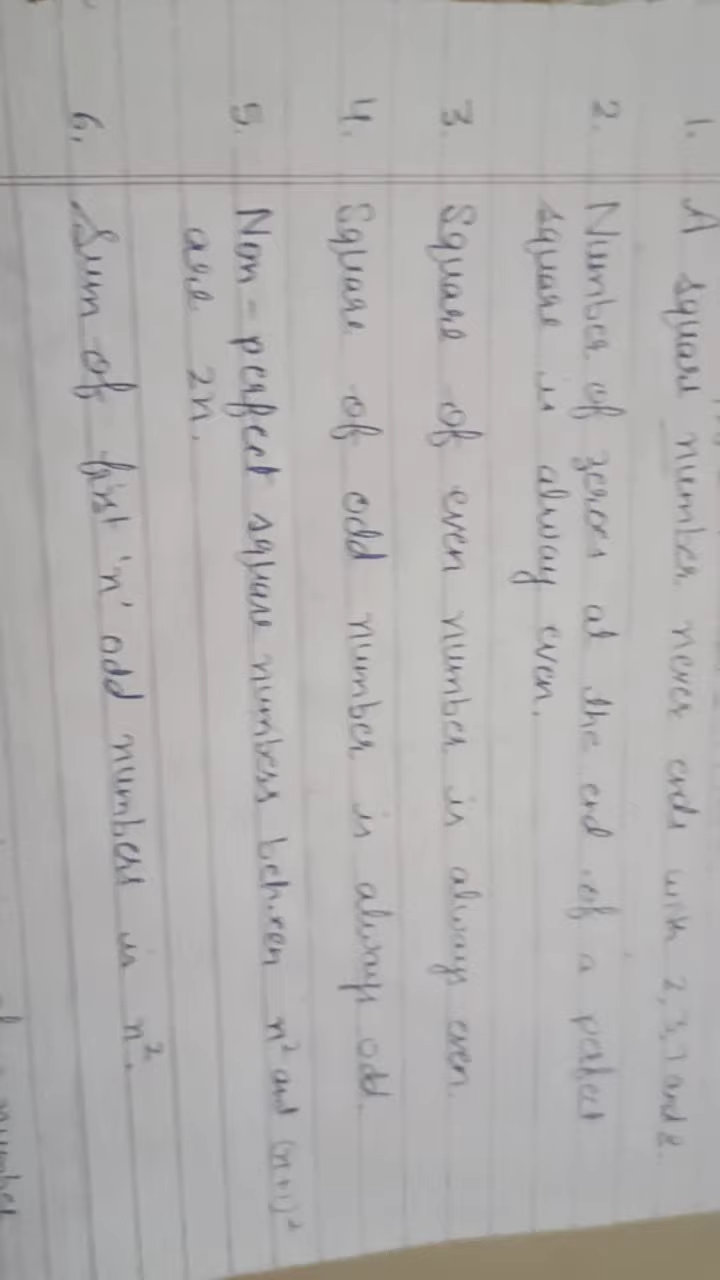 1. A square number never ends with 2, 3, 7 and 8.
2. Number of zeros at the end of a perfect
square is always even.
3. Square of even number is always even.
4. Square of odd number is always odd.
5. Non-perfect square numbers between n² and (n+1)²
are 2n.
6. Sum of first 'n' odd numbers is n².
number